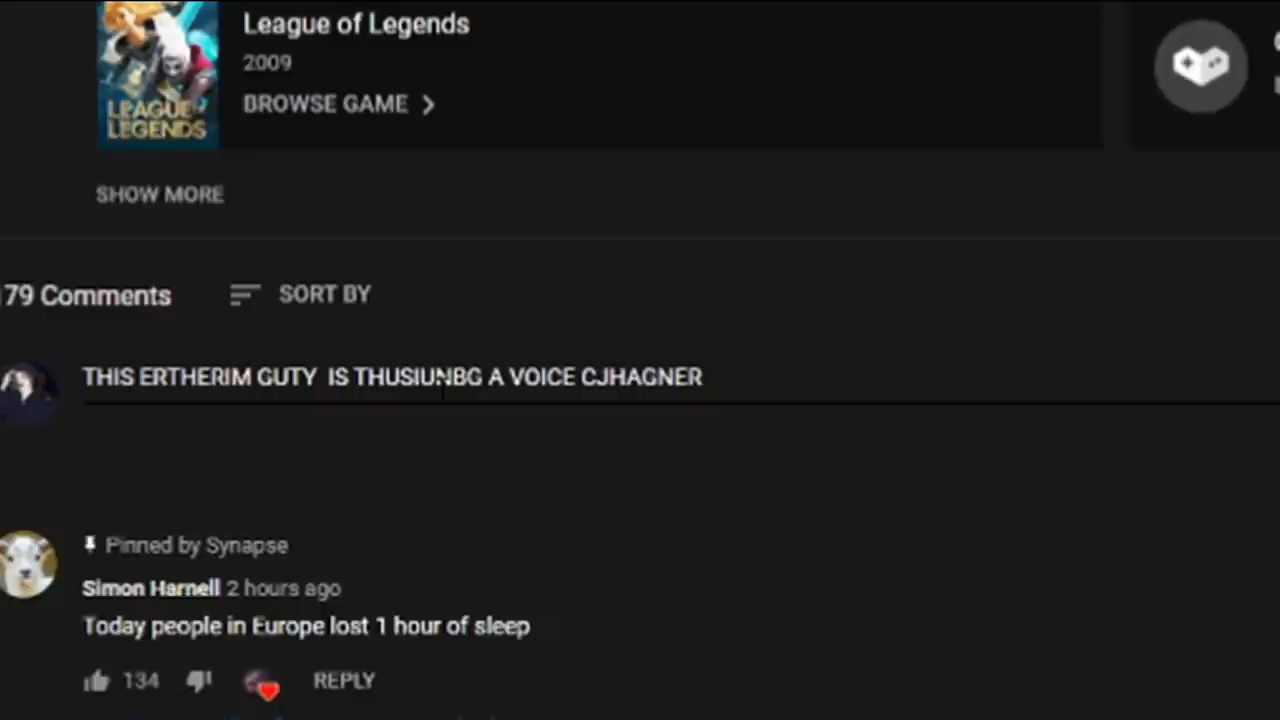 League of Legends
2009
BROWSE GAME
LEAGUE OF
LEGENDS
SHOW MORE
179 Comments
SORT BY
THIS ERTHERIM GUTY  IS THUSIUNBG A VOICE CJHAGNER
Pinned by Synapse
Simon Harnell 2 hours ago
Today people in Europe lost 1 hour of sleep
134
REPLY